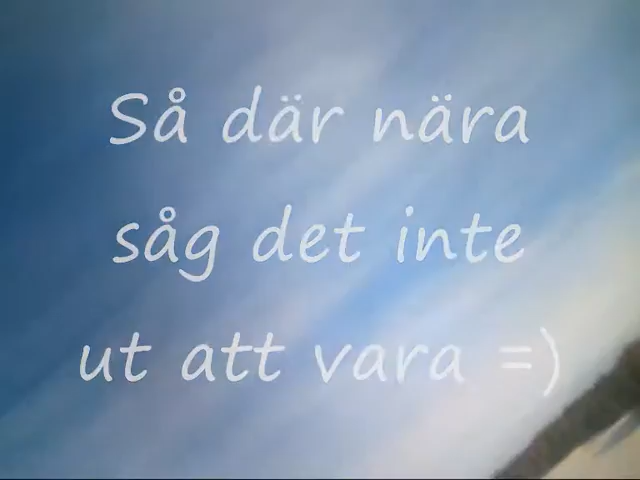 Så där nära
såg det inte
ut att vara =)